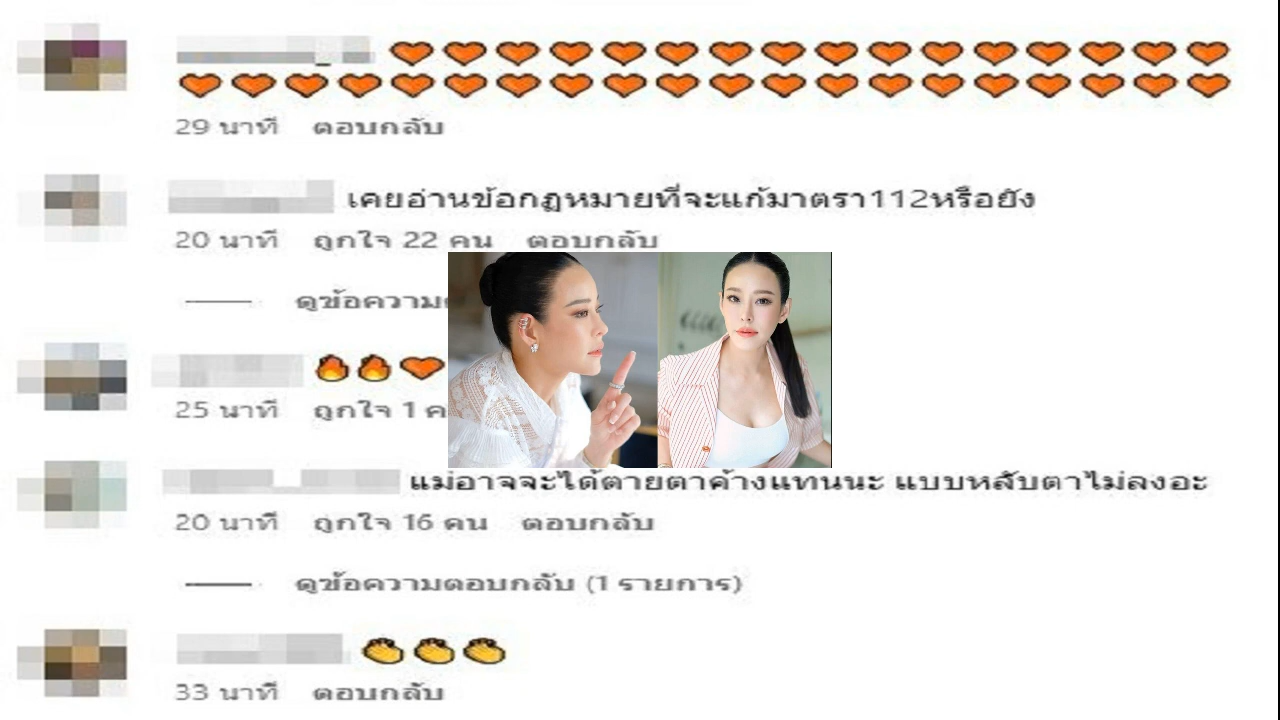 29 นาที ตอบกลับ
เคยอ่านข้อกฎหมายที่จะแก้มาตรา112หรือยัง
20 นาที ถูกใจ 22 คน ตอบกลับ
ดูข้อความ
25 นาที ถูกใจ 1 ค
แม่อาจจะได้ตายตาค้างแทนนะ แบบหลับตาไม่ลงอะ
20 นาที ถูกใจ 16 คน ตอบกลับ
ดูข้อความตอบกลับ (1 รายการ)
33 นาที ตอบกลับ